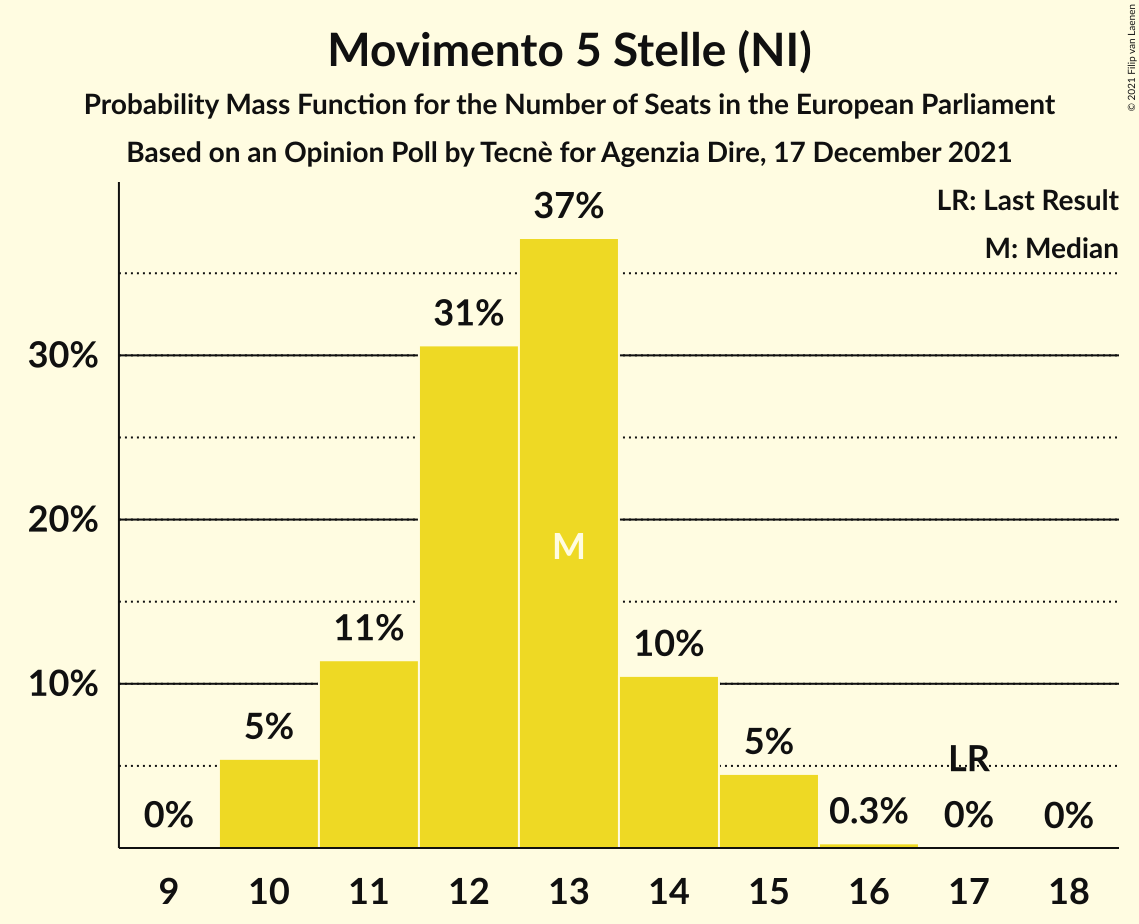 Movimento 5 Stelle (NI)
Probability Mass Function for the Number of Seats in the European Parliament
Based on an Opinion Poll by Tecnè for Agenzia Dire, 17 December 2021
© 2021 Filip van Laenen
LR: Last Result
M: Median
37%
31%
30%
20%
M
11%
10%
10%
5%
5%
LR
0%
0.3%
0%
0%
9 10 11 12 13 14 15 16 17 18